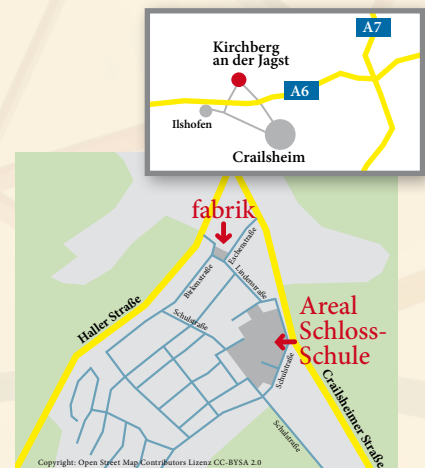 A7
Kirchberg
an der Jagst
A6
Ilshofen
Crailsheim
fabrik
Eschenstraße
Birkenstraße
Lindenstraße
Haller Straße
Schulstraße
Areal
Schloss-
Schule
Schulstraße
Crailsheimer Straße
Schulstraße
Copyright: Open Street Map Contributors Lizenz CC-BYSA 2.0